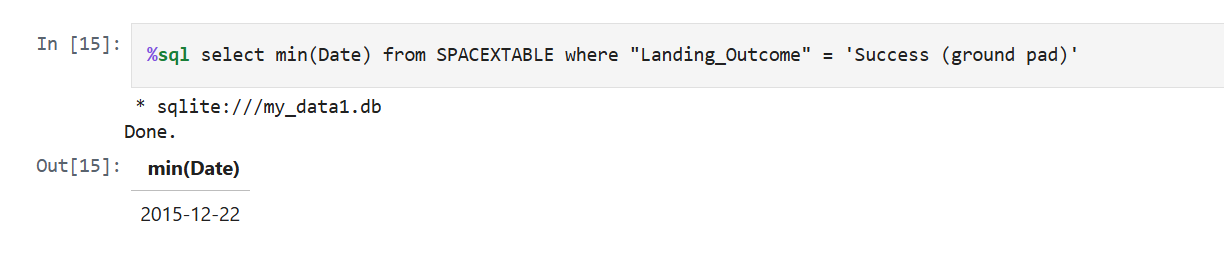 In [15]: %sql select min(Date) from SPACEXTABLE where "Landing_Outcome" = 'Success (ground pad)'
* sqlite:///my_data1.db
Done.
Out[15]: min(Date)
2015-12-22